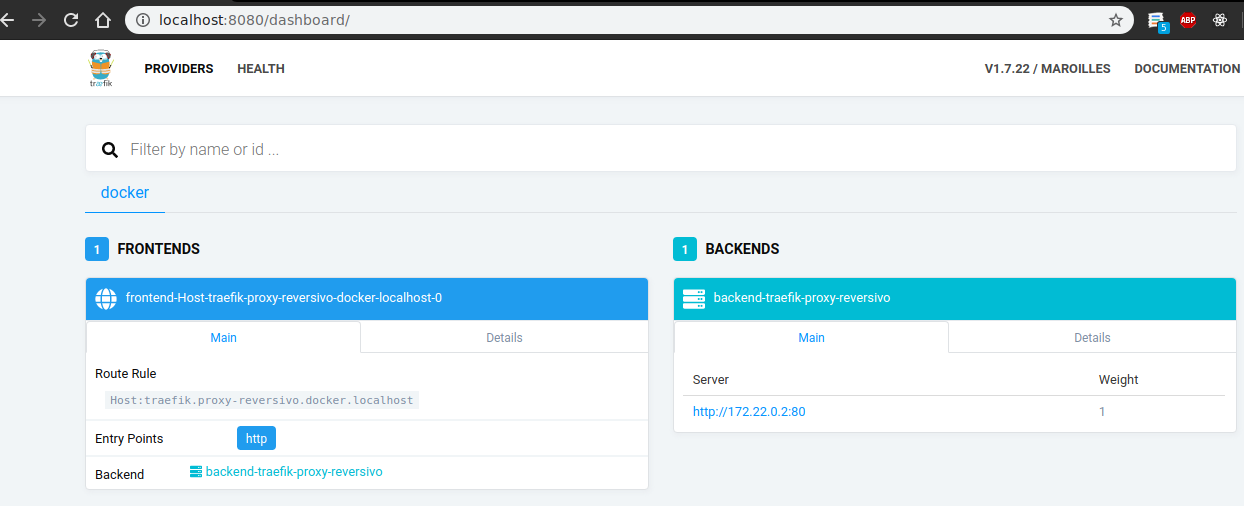 localhost:8080/dashboard/
5
ABP
træfik
PROVIDERS
HEALTH
V1.7.22 / MAROILLES
DOCUMENTATION
Filter by name or id ...
docker
1 FRONTENDS
frontend-Host-traefik-proxy-reversivo-docker-localhost-0
Main
Details
Route Rule
Host:traefik.proxy-reversivo.docker.localhost
Entry Points http
Backend backend-traefik-proxy-reversivo
1 BACKENDS
backend-traefik-proxy-reversivo
Main
Details
Server Weight
http://172.22.0.2:80 1